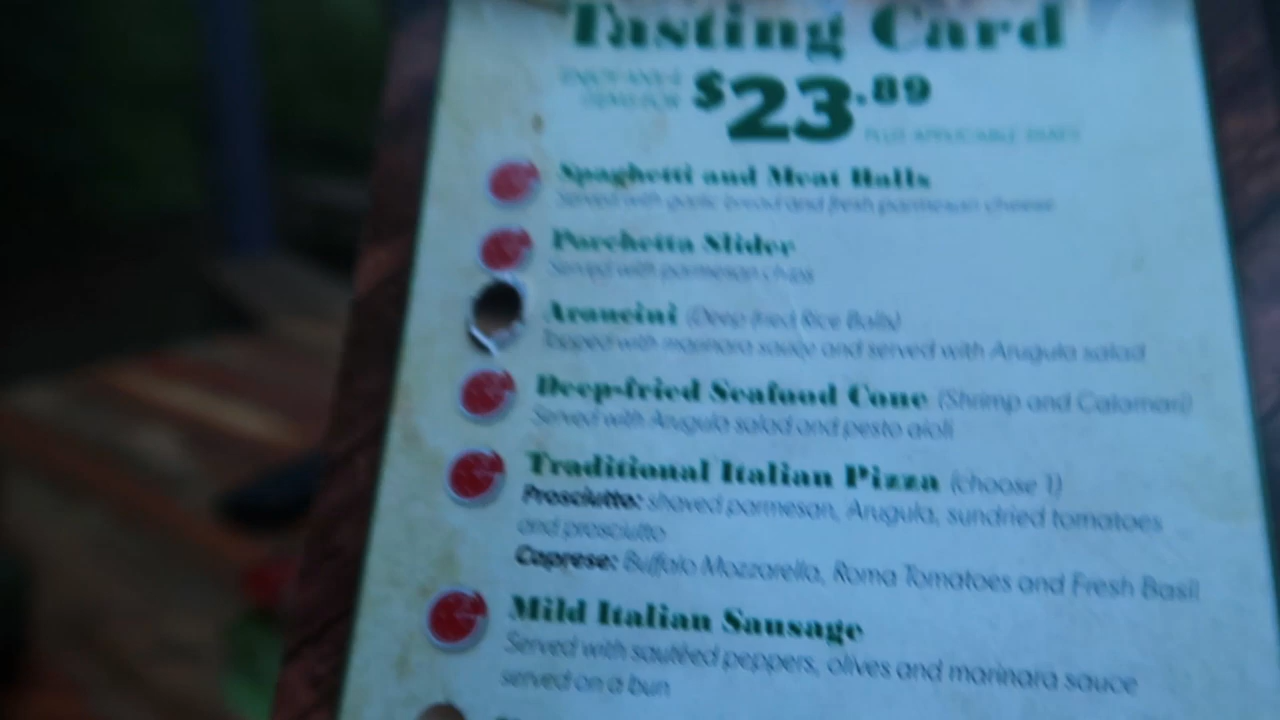 Tasting Card
ENJOY ANY
ITEMS FOR
$23.89
PLUS APPLICABLE TAXES
Spaghetti and Meat Balls
Served with garlic bread and fresh parmesan cheese
Porchetta Slider
Served with parmesan chips
Arancini (Deep fried Rice Balls)
Topped with marinara sauce and served with Arugula salad
Deep-fried Seafood Cone (Shrimp and Calamari)
Served with Arugula salad and pesto aioli
Traditional Italian Pizza (choose 1)
Prosciutto: shaved parmesan, Arugula, sundried tomatoes
and prosciutto
Caprese: Buffalo Mozzarella, Roma Tomatoes and Fresh Basil
Mild Italian Sausage
Served with sautéed peppers, olives and marinara sauce
served on a bun